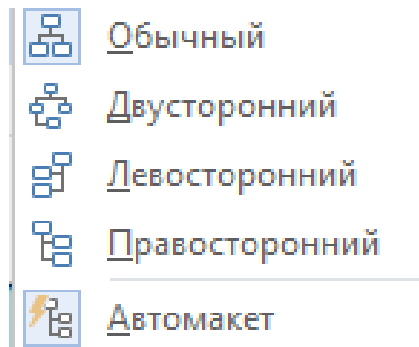 Обычный
Двусторонний
Левосторонний
Правосторонний
Автомакет